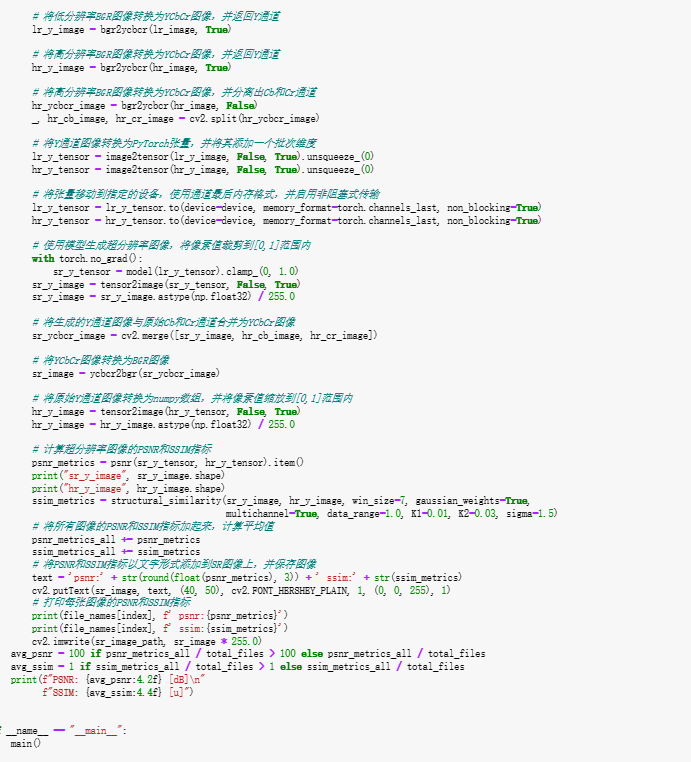 # 将低分辨率BGR图像转换为YCbCr图像，并返回Y通道
lr_y_image = bgr2ycbcr(lr_image, True)
# 将高分辨率BGR图像转换为YCbCr图像，并返回Y通道
hr_y_image = bgr2ycbcr(hr_image, True)
# 将高分辨率BGR图像转换为YCbCr图像，并分离出Cb和Cr通道
hr_ycbcr_image = bgr2ycbcr(hr_image, False)
_, hr_cb_image, hr_cr_image = cv2.split(hr_ycbcr_image)
# 将Y通道图像转换为PyTorch张量，并将其添加一个批次维度
lr_y_tensor = image2tensor(lr_y_image, False, True).unsqueeze_(0)
hr_y_tensor = image2tensor(hr_y_image, False, True).unsqueeze_(0)
# 将张量移动到指定的设备，使用通道最后内存格式，并启用非阻塞式传输
lr_y_tensor = lr_y_tensor.to(device=device, memory_format=torch.channels_last, non_blocking=True)
hr_y_tensor = hr_y_tensor.to(device=device, memory_format=torch.channels_last, non_blocking=True)
# 使用模型生成超分辨率图像，将像素值裁剪到[0,1]范围内
with torch.no_grad():
sr_y_tensor = model(lr_y_tensor).clamp_(0, 1.0)
sr_y_image = tensor2image(sr_y_tensor, False, True)
sr_y_image = sr_y_image.astype(np.float32) / 255.0
# 将生成的Y通道图像与原始Cb和Cr通道合并为YCbCr图像
sr_ycbcr_image = cv2.merge([sr_y_image, hr_cb_image, hr_cr_image])
# 将YCbCr图像转换为BGR图像
sr_image = ycbcr2bgr(sr_ycbcr_image)
# 将原始Y通道图像转换为numpy数组，并将像素值缩放到[0,1]范围内
hr_y_image = tensor2image(hr_y_tensor, False, True)
hr_y_image = hr_y_image.astype(np.float32) / 255.0
# 计算超分辨率图像的PSNR和SSIM指标
psnr_metrics = psnr(sr_y_tensor, hr_y_tensor).item()
print("sr_y_image", sr_y_image.shape)
print("hr_y_image", hr_y_image.shape)
ssim_metrics = structural_similarity(sr_y_image, hr_y_image, win_size=7, gaussian_weights=True,
multichannel=True, data_range=1.0, K1=0.01, K2=0.03, sigma=1.5)
# 将所有图像的PSNR和SSIM指标加起来，计算平均值
psnr_metrics_all += psnr_metrics
ssim_metrics_all += ssim_metrics
# 将PSNR和SSIM指标以文字形式添加到SR图像上，并保存图像
text = 'psnr:' + str(round(float(psnr_metrics), 3)) + ' ssim:' + str(ssim_metrics)
cv2.putText(sr_image, text, (40, 50), cv2.FONT_HERSHEY_PLAIN, 1, (0, 0, 255), 1)
# 打印每张图像的PSNR和SSIM指标
print(file_names[index], f' psnr:{psnr_metrics}')
print(file_names[index], f' ssim:{ssim_metrics}')
cv2.imwrite(sr_image_path, sr_image * 255.0)
avg_psnr = 100 if psnr_metrics_all / total_files > 100 else psnr_metrics_all / total_files
avg_ssim = 1 if ssim_metrics_all / total_files > 1 else ssim_metrics_all / total_files
print(f"PSNR: {avg_psnr:4.2f} [dB]\n"
f"SSIM: {avg_ssim:4.4f} [u]")
__name__ == "__main__":
main()